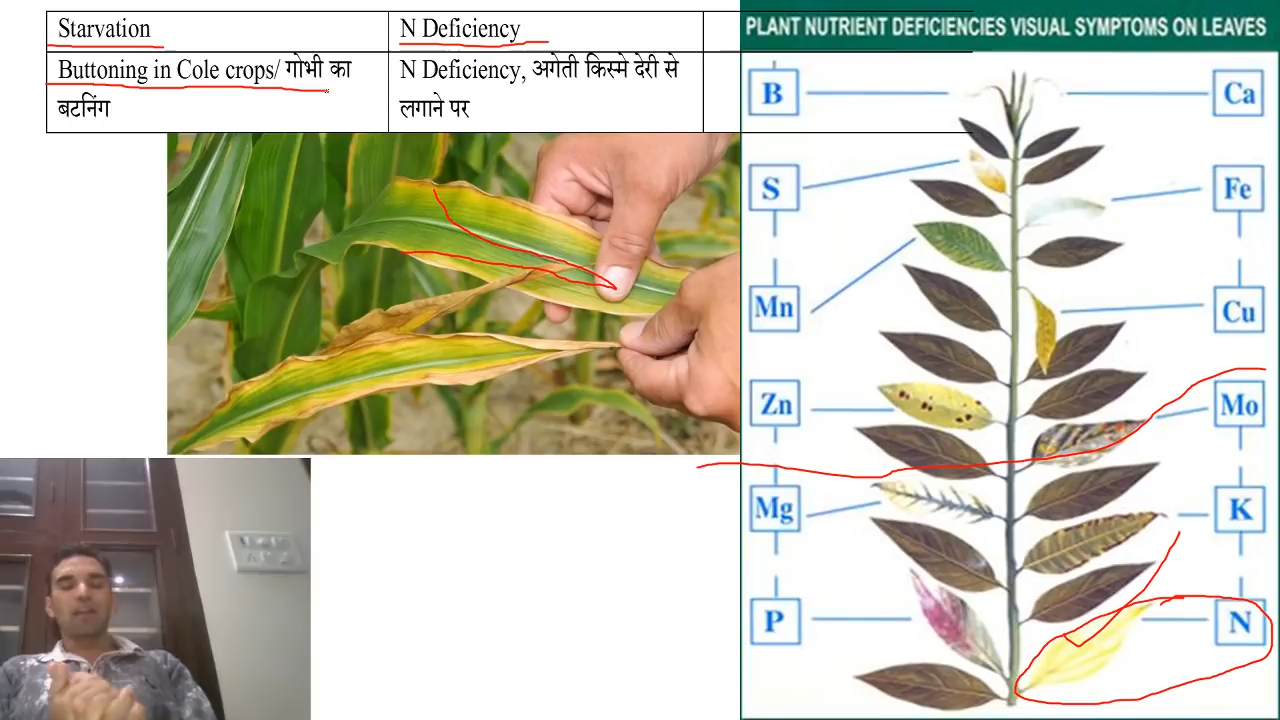 Starvation
N Deficiency
Buttoning in Cole crops/ गोभी का
बटनिंग
N Deficiency, अगेती किस्मे देरी से
लगाने पर
PLANT NUTRIENT DEFICIENCIES VISUAL SYMPTOMS ON LEAVES
B
Ca
S
Fe
Mn
Cu
Zn
Mo
Mg
K
P
N